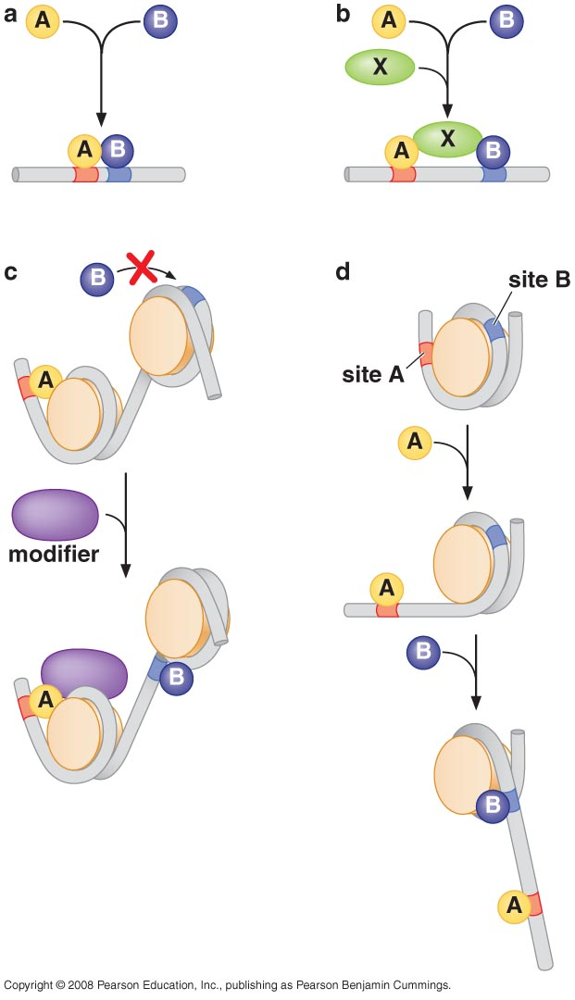 a
A
B
A
B
b
A
B
X
A
X
B
c
B
A
modifier
A
B
d
site B
site A
A
A
B
B
A
Copyright © 2008 Pearson Education, Inc., publishing as Pearson Benjamin Cummings.